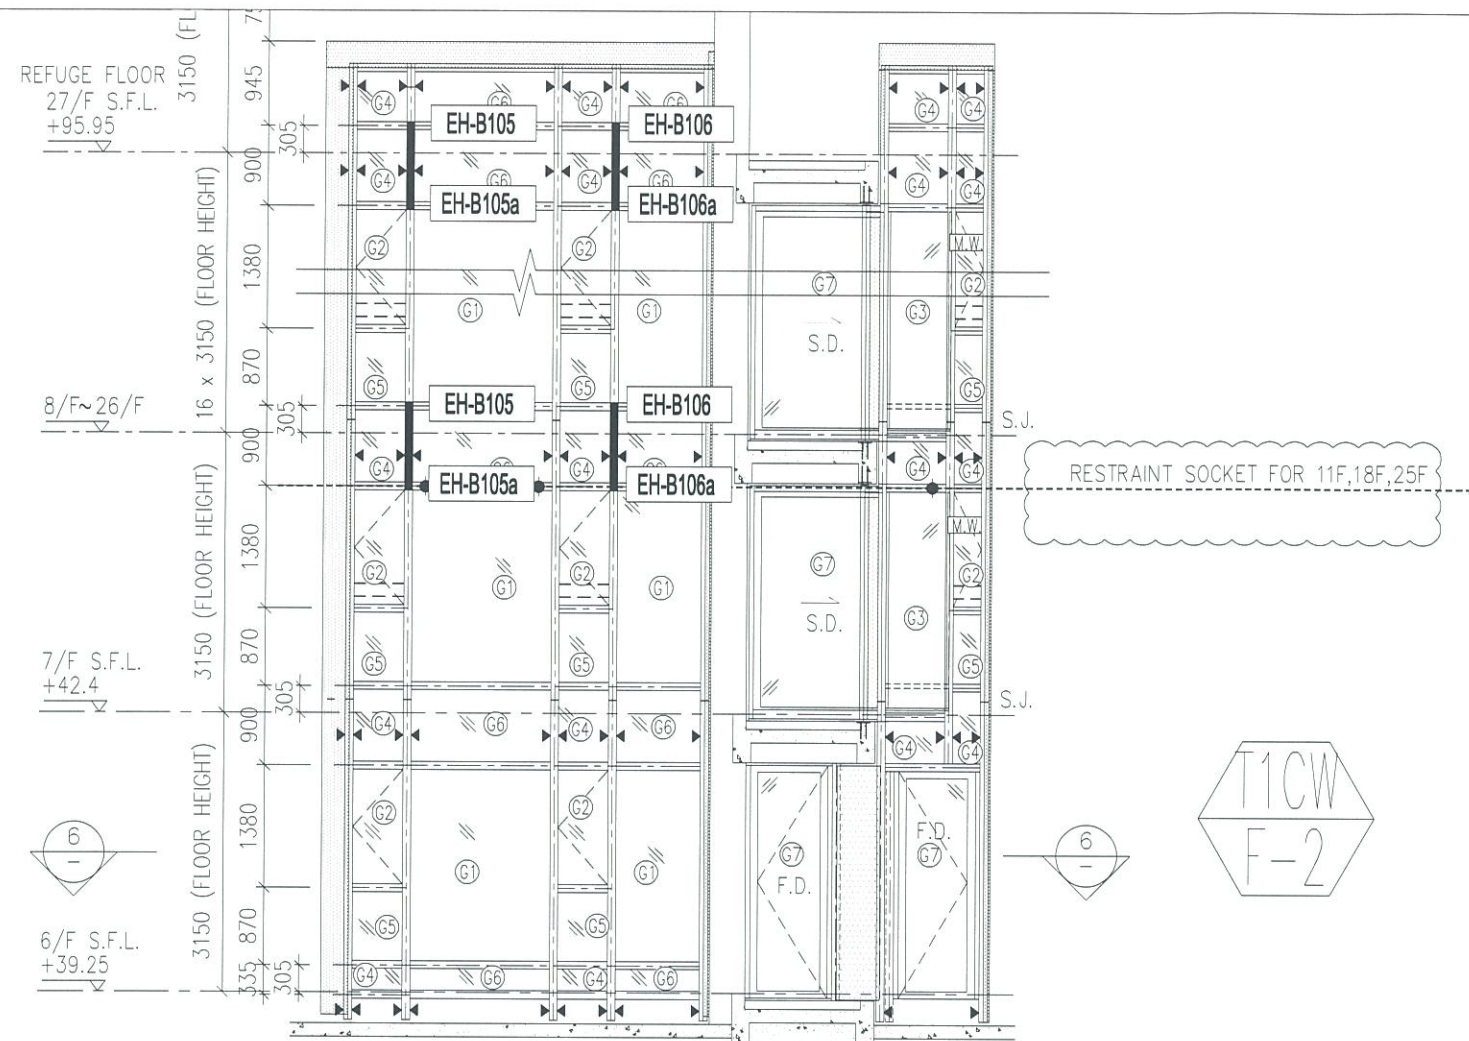 3150 (FL
75
REFUGE FLOOR
27/F S.F.L.
+95.95
945
305
900
G4
G6
G4
G6
G4
G4
EH-B105
EH-B106
G4
G6
G4
G6
G4
G4
EH-B105a
EH-B106a
16 x 3150 (FLOOR HEIGHT)
1380
G2
G2
M.W.
G2
G1
G1
G7
G3
S.D.
870
G5
G5
G5
8/F~26/F
305
EH-B105
EH-B106
S.J.
900
G4
G4
G4
G4
EH-B105a
EH-B106a
RESTRAINT SOCKET FOR 11F,18F,25F
3150 (FLOOR HEIGHT)
1380
M.W.
G2
G1
G2
G1
G7
G2
S.D.
G3
870
G5
G5
G5
7/F S.F.L.
+42.4
305
S.J.
900
G4
G6
G4
G6
G4
G4
3150 (FLOOR HEIGHT)
1380
G2
G2
T1CW
F-2
6
-
G1
G1
G7
F.D.
F.D.
G7
6
-
870
G5
G5
6/F S.F.L.
+39.25
335
305
G4
G6
G4
G6